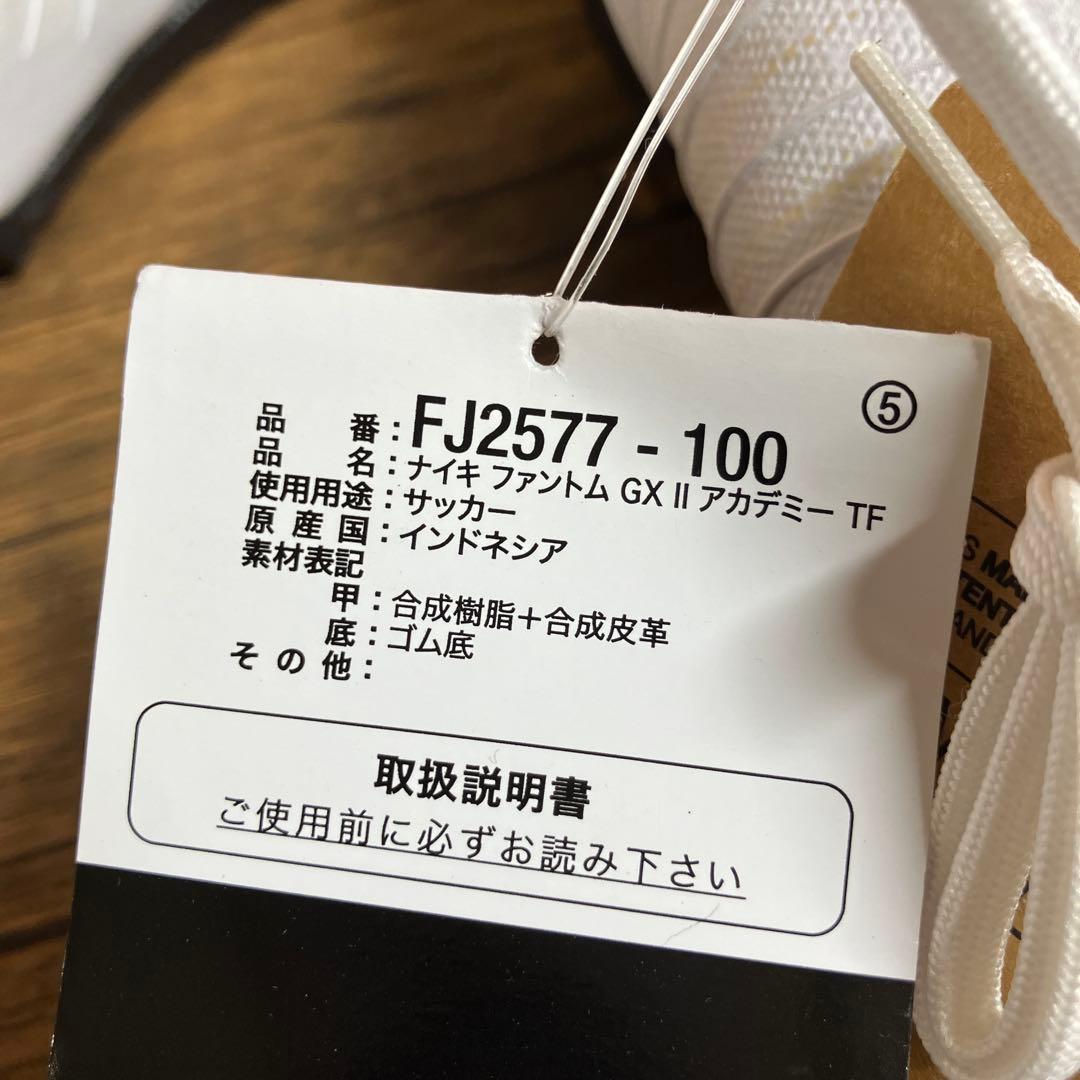 ⑤
品番:FJ2577-100
品名:ナイキ ファントム GX II アカデミー TF
使用用途:サッカー
原産国:インドネシア
素材表記
甲:合成樹脂+合成皮革
底:ゴム底
その他:
取扱説明書
ご使用前に必ずお読み下さい